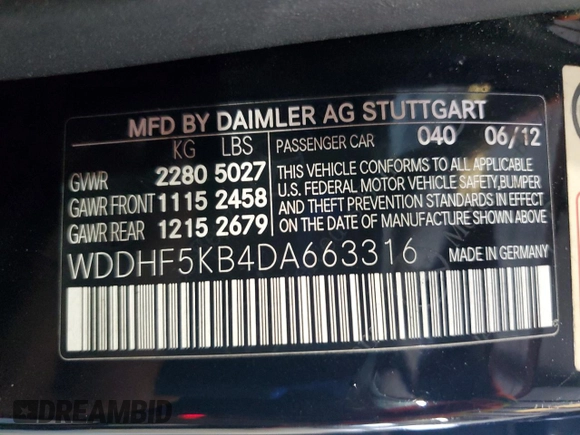 MFD BY DAIMLER AG STUTTGART
KG LBS PASSENGER CAR 040 06/12
GVWR 2280 5027 THIS VEHICLE CONFORMS TO ALL APPLICABLE
GAWR FRONT 1115 2458 U.S. FEDERAL MOTOR VEHICLE SAFETY,BUMPER
AND THEFT PREVENTION STANDARDS IN EFFECT
GAWR REAR 1215 2679 ON THE DATE OF MANUFACTURE SHOWN ABOVE
WDDHF5KB4DA663316 MADE IN GERMANY
DREAMBID